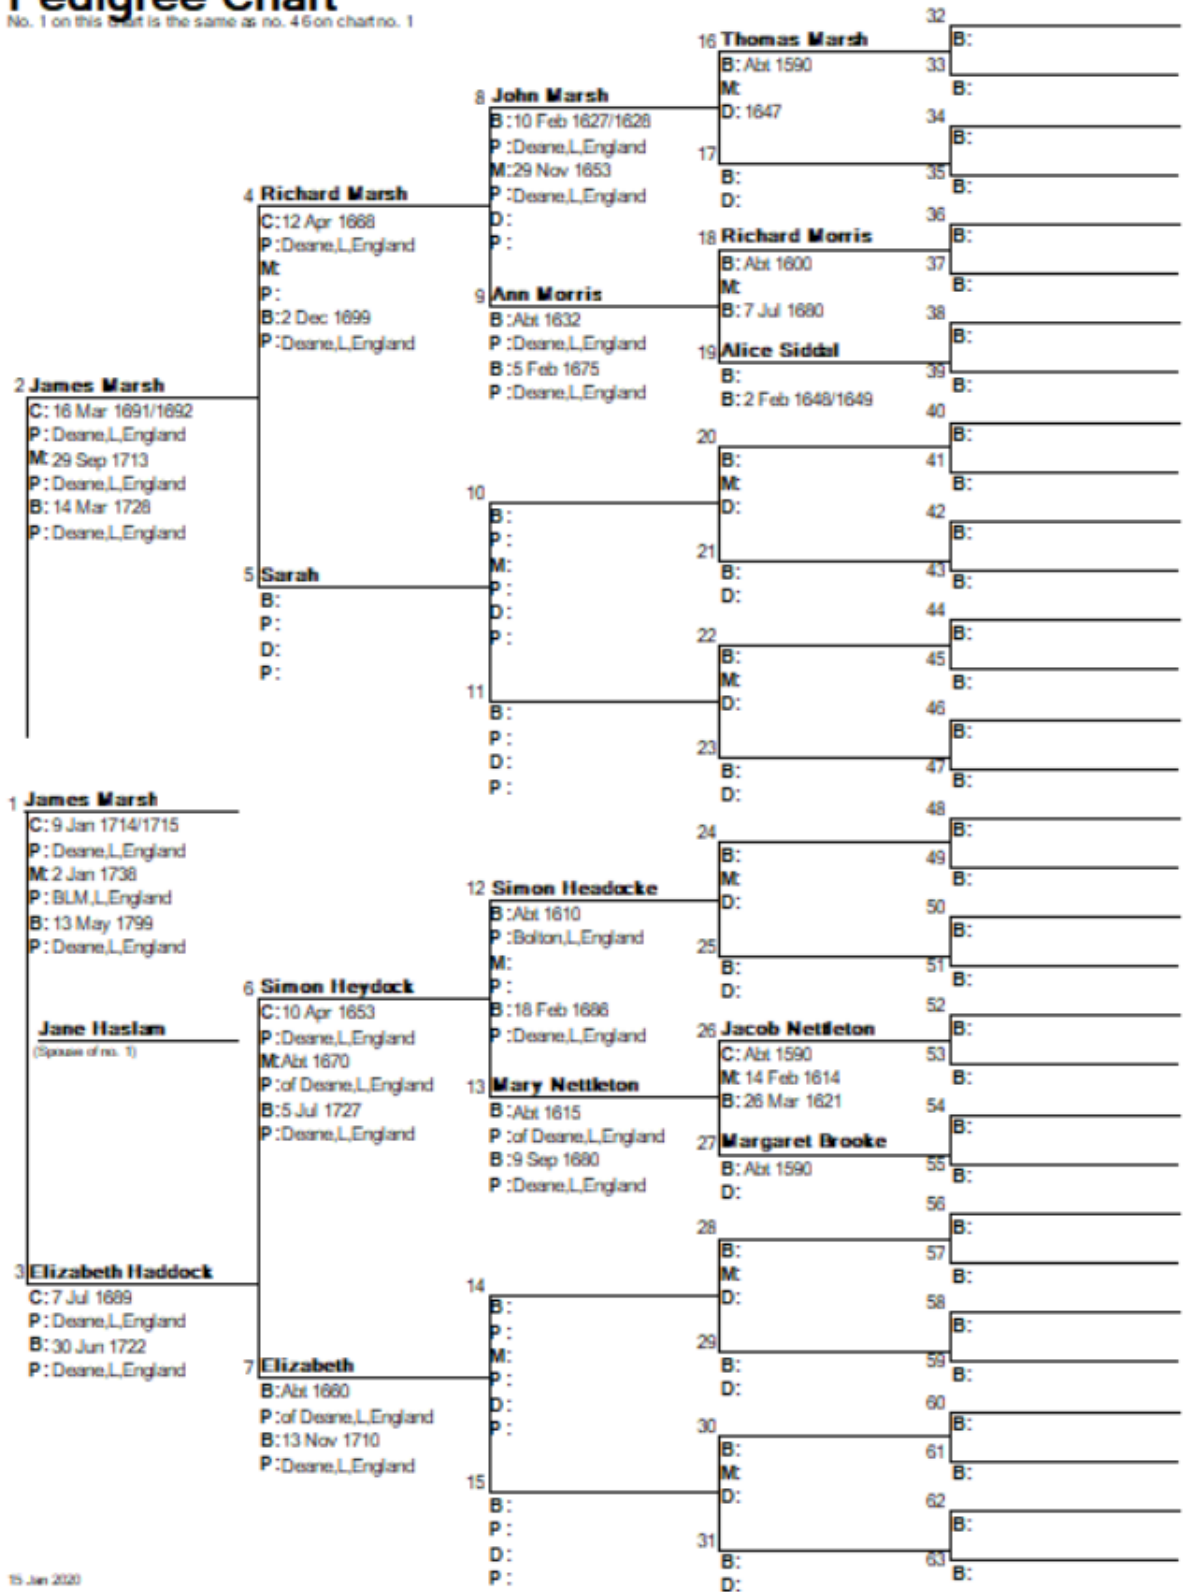 Pedigree Chart
No. 1 on this chart is the same as no. 46 on chart no. 1
2 James Marsh
C: 16 Mar 1691/1692
P: Deane,L,England
M: 29 Sep 1713
P: Deane,L,England
B: 14 Mar 1728
P: Deane,L,England
1 James Marsh
C: 9 Jan 1714/1715
P: Deane,L,England
M: 2 Jan 1738
P: BLM,L,England
B: 13 May 1799
P: Deane,L,England
Jane Haslam
(Spouse of no. 1)
3 Elizabeth Haddock
C: 7 Jul 1689
P: Deane,L,England
B: 30 Jun 1722
P: Deane,L,England
15 Jan 2020
4 Richard Marsh
C: 12 Apr 1668
P: Deane,L,England
M:
P:
B: 2 Dec 1699
P: Deane,L,England
5 Sarah
B:
P:
D:
P:
6 Simon Heydock
C: 10 Apr 1653
P: Deane,L,England
M: Abt 1670
P: of Deane,L,England
B: 5 Jul 1727
P: Deane,L,England
7 Elizabeth
B: Abt 1660
P: of Deane,L,England
B: 13 Nov 1710
P: Deane,L,England
8 John Marsh
B: 10 Feb 1627/1628
P: Deane,L,England
M: 29 Nov 1653
P: Deane,L,England
D:
P:
9 Ann Morris
B: Abt 1632
P: Deane,L,England
B: 5 Feb 1675
P: Deane,L,England
10
B:
P:
M:
P:
D:
P:
11
B:
P:
D:
P:
12 Simon Headocke
B: Abt 1610
P: Bolton,L,England
M:
P:
B: 18 Feb 1686
P: Deane,L,England
13 Mary Nettleton
B: Abt 1615
P: of Deane,L,England
B: 9 Sep 1680
P: Deane,L,England
14
B:
P:
M:
P:
D:
P:
15
B:
P:
D:
P:
16 Thomas Marsh
B: Abt 1590
M:
D: 1647
17
B:
D:
18 Richard Morris
B: Abt 1600
M:
B: 7 Jul 1680
19 Alice Siddal
B:
B: 2 Feb 1648/1649
20
B:
M:
D:
21
B:
D:
22
B:
M:
D:
23
B:
D:
24
B:
M:
D:
25
B:
D:
26 Jacob Nettleton
C: Abt 1590
M: 14 Feb 1614
B: 26 Mar 1621
27 Margaret Brooke
B: Abt 1590
D:
28
B:
M:
D:
29
B:
D:
30
B:
M:
D:
31
B:
D:
32
B:
33
B:
34
B:
35
B:
36
B:
37
B:
38
B:
39
B:
40
B:
41
B:
42
B:
43
B:
44
B:
45
B:
46
B:
47
B:
48
B:
49
B:
50
B:
51
B:
52
B:
53
B:
54
B:
55
B:
56
B:
57
B:
58
B:
59
B:
60
B:
61
B:
62
B:
63
B: